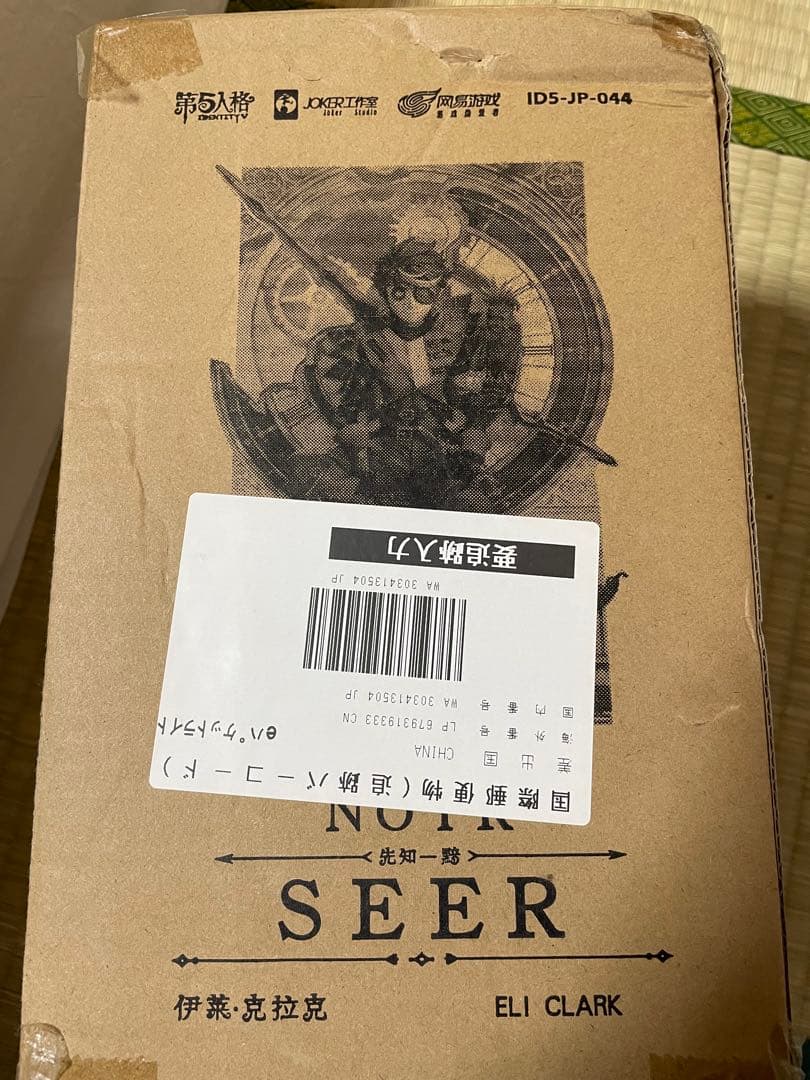 第5人格
IDENTITY V
JOKER工作室
Joker Studio
网易游戏
ID5-JP-044
国際郵便物(追跡バーコード)
差出国 CHINA
eパケットライト
海外番号 LP 679319333 CN
国内番号 WA 303413504 JP
WA 303413504 JP
要追跡入力
NOIR
先知一黯
SEER
伊莱·克拉克
ELI CLARK